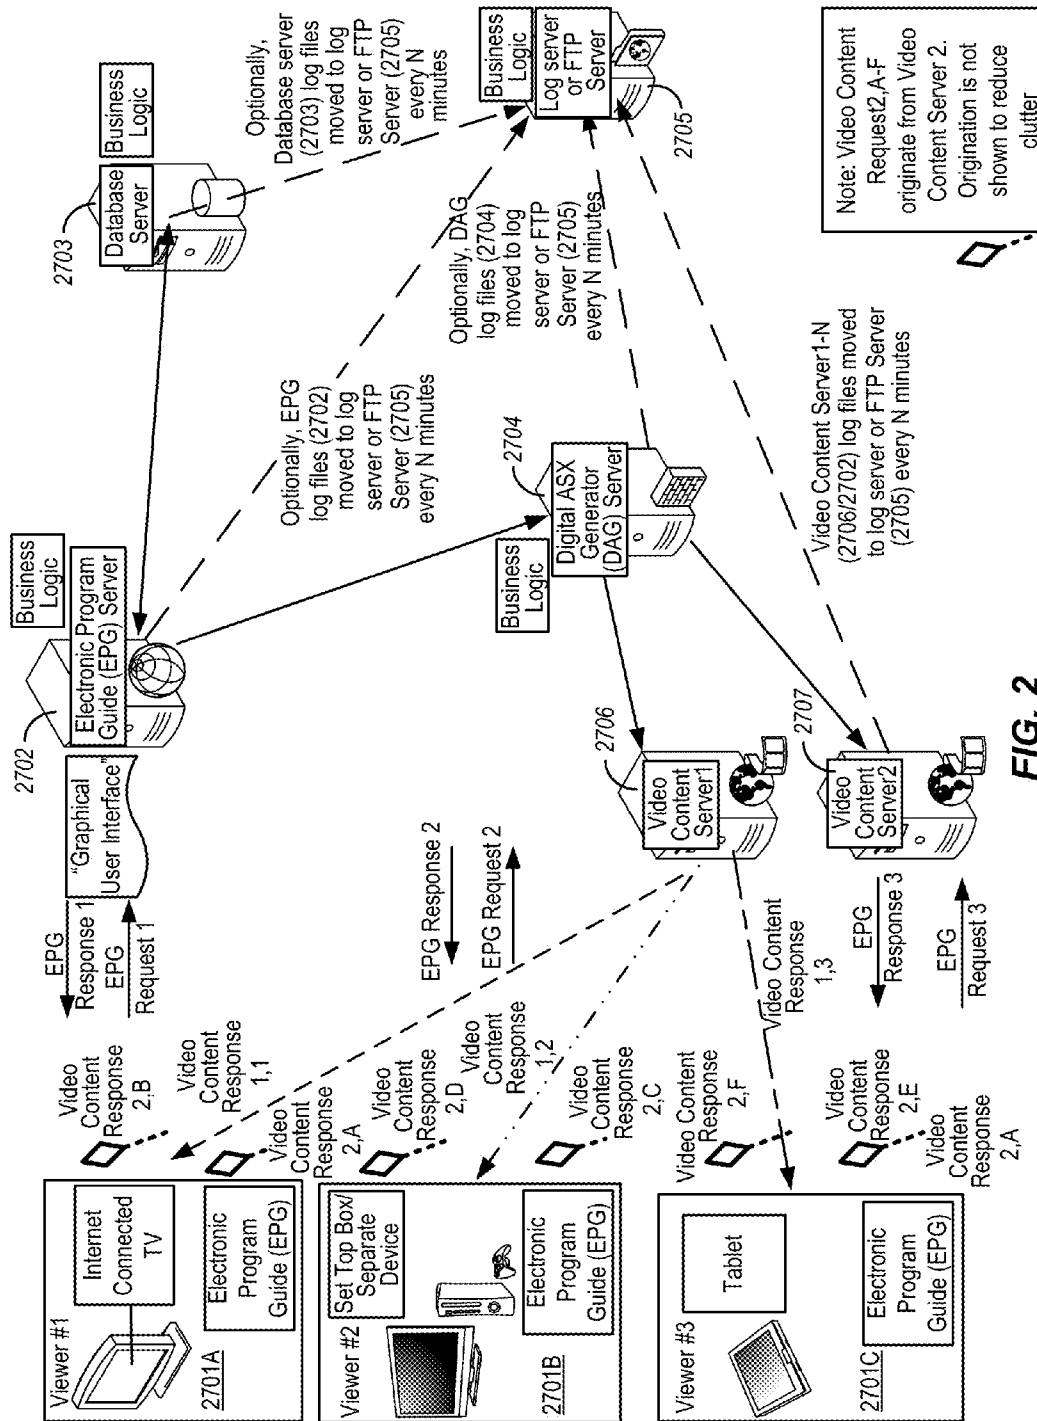 Viewer #1
Internet
Connected
TV
Electronic
Program
Guide (EPG)
2701A
Viewer #2
Set Top Box/
Separate
Device
Electronic
Program
Guide (EPG)
2701B
Viewer #3
Tablet
Electronic
Program
Guide (EPG)
2701C
Video
Content
Response
2,B
Video
Content
Response
1,1
Video
Content
Response
2,A
Video
Content
Response
2,D
Video Content
Response
1,2
Video
Content
Response
2,C
Video Content
Response
2,F
Video
Content
Response
2,E
Video
Content
Response
2,A
EPG
Response 1
EPG
Request 1
"Graphical
User Interface"
EPG Response 2
EPG Request 2
Video Content
Response
1,3
EPG
Response 3
EPG
Request 3
2702
Electronic Program
Guide (EPG) Server
Business
Logic
2706
Video
Content
Server1
2707
Video
Content
Server2
Optionally, EPG
log files (2702)
moved to log
server or FTP
Server (2705)
every N minutes
Business
Logic
2704
Digital ASX
Generator
(DAG) Server
2703
Database
Server
Business
Logic
Optionally,
Database server
(2703) log files
moved to log
server or FTP
Server (2705)
every N
minutes
Optionally, DAG
log files (2704)
moved to log
server or FTP
Server (2705)
every N minutes
Video Content Server1-N
(2706/2702) log files moved
to log server or FTP Server
(2705) every N minutes
Business
Logic
Log server
or FTP
Server
2705
Note: Video Content
Request2,A-F
originate from Video
Content Server 2.
Origination is not
shown to reduce
clutter
FIG. 2